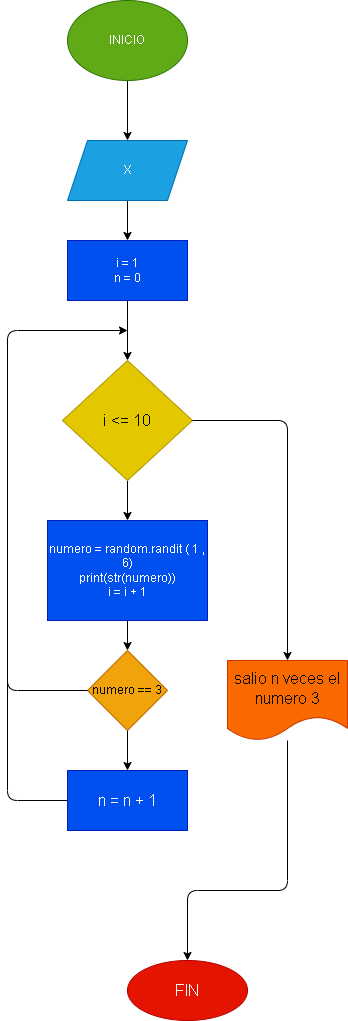 INICIO
X
i = 1
n = 0
i <= 10
numero = random.randit ( 1 ,
6)
print(str(numero))
i = i + 1
numero == 3
n = n + 1
salio n veces el
numero 3
FIN